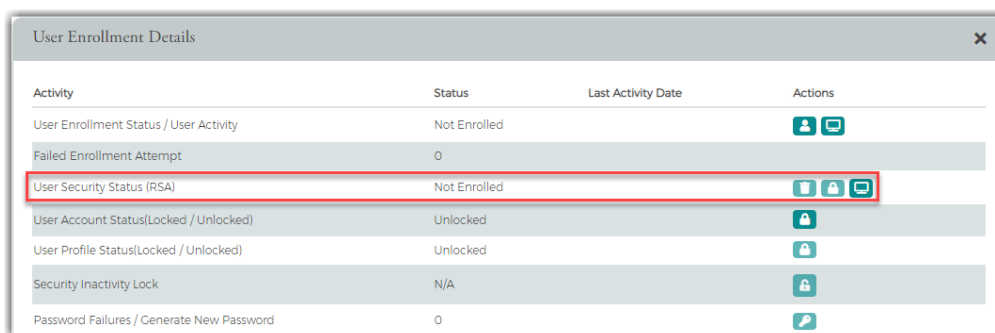 User Enrollment Details
Activity Status Last Activity Date Actions
User Enrollment Status / User Activity Not Enrolled
Failed Enrollment Attempt 0
User Security Status (RSA) Not Enrolled
User Account Status(Locked / Unlocked) Unlocked
User Profile Status(Locked / Unlocked) Unlocked
Security Inactivity Lock N/A
Password Failures / Generate New Password 0